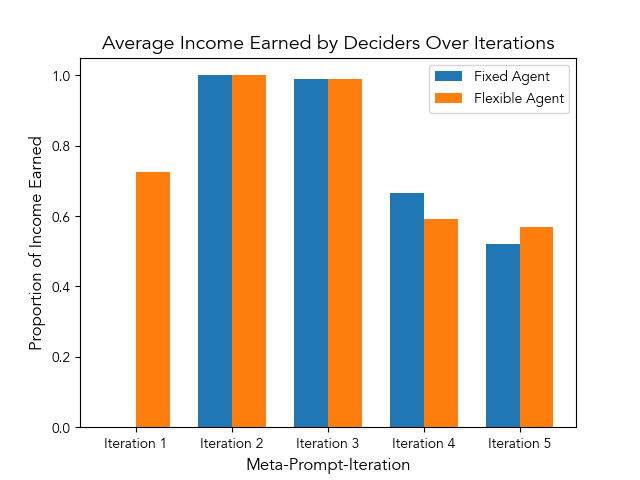 Average Income Earned by Deciders Over Iterations
Fixed Agent
Flexible Agent
Proportion of Income Earned
1.0
0.8
0.6
0.4
0.2
0.0
Iteration 1
Iteration 2
Iteration 3
Iteration 4
Iteration 5
Meta-Prompt-Iteration